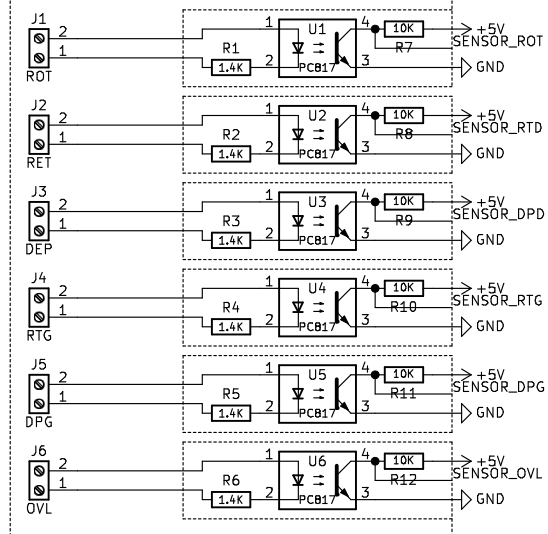 J1 2 1 ROT R1 1.4K 1 2 U1 PC817 4 3 10K R7 +5V SENSOR_ROT GND
J2 2 1 RET R2 1.4K 1 2 U2 PC817 4 3 10K R8 +5V SENSOR_RTD GND
J3 2 1 DEP R3 1.4K 1 2 U3 PC817 4 3 10K R9 +5V SENSOR_DPD GND
J4 2 1 RTG R4 1.4K 1 2 U4 PC817 4 3 10K R10 +5V SENSOR_RTG GND
J5 2 1 DPG R5 1.4K 1 2 U5 PC817 4 3 10K R11 +5V SENSOR_DPG GND
J6 2 1 OVL R6 1.4K 1 2 U6 PC817 4 3 10K R12 +5V SENSOR_OVL GND